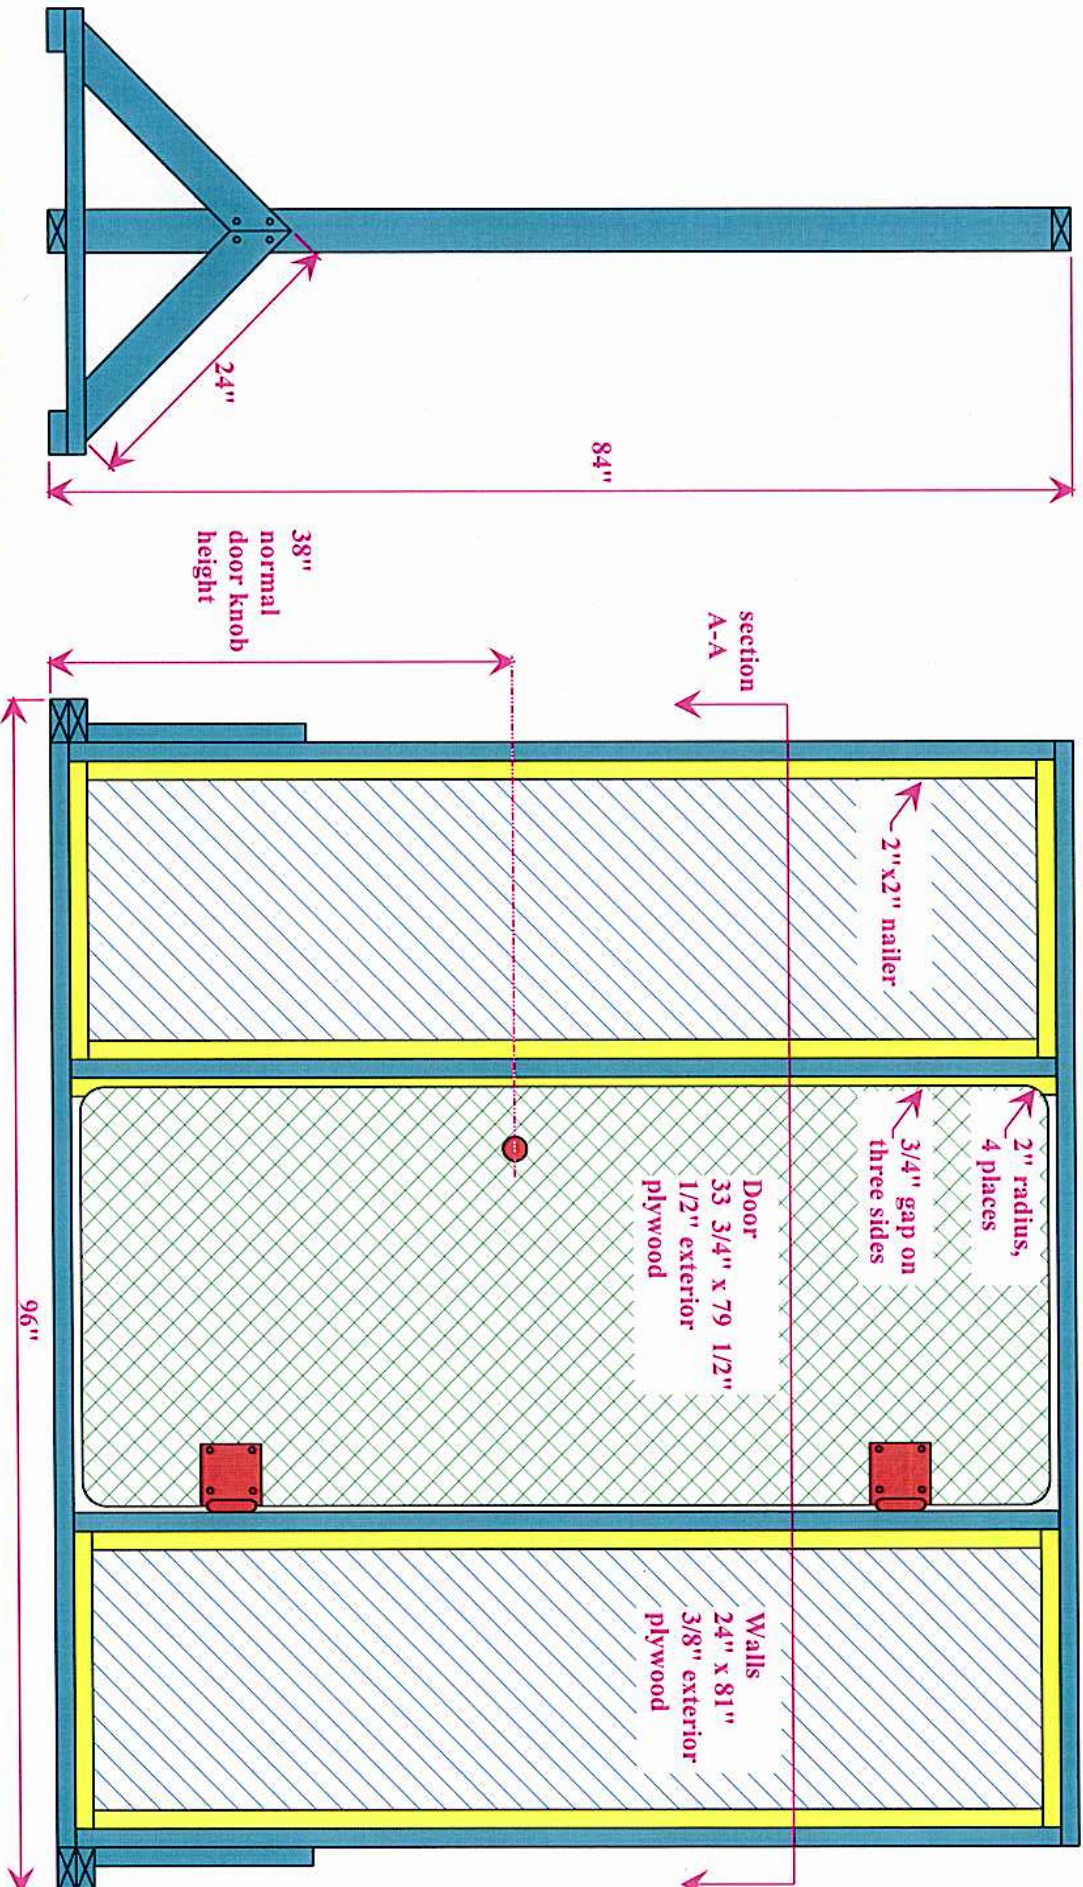 24"
84"
38"
normal
door knob
height
section
A-A
2"x2" nailer
2" radius,
4 places
3/4" gap on
three sides
Door
33 3/4" x 79 1/2"
1/2" exterior
plywood
Walls
24" x 81"
3/8" exterior
plywood
96"